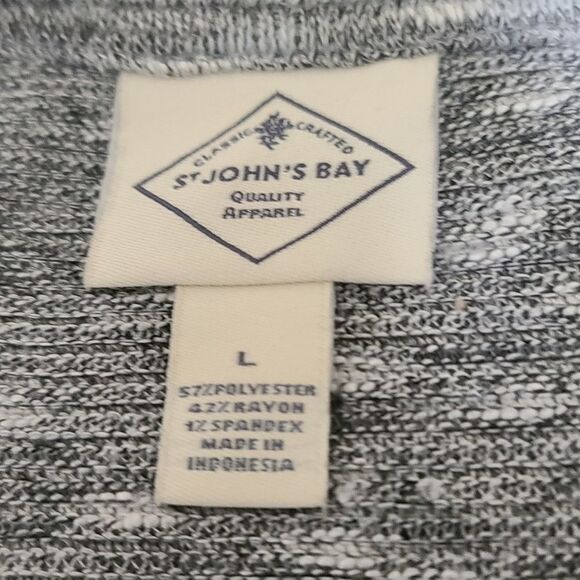 CLASSIC CRAFTED
ST JOHN'S BAY
QUALITY
APPAREL
L
57% POLYESTER
42% RAYON
1% SPANDEX
MADE IN
INDONESIA